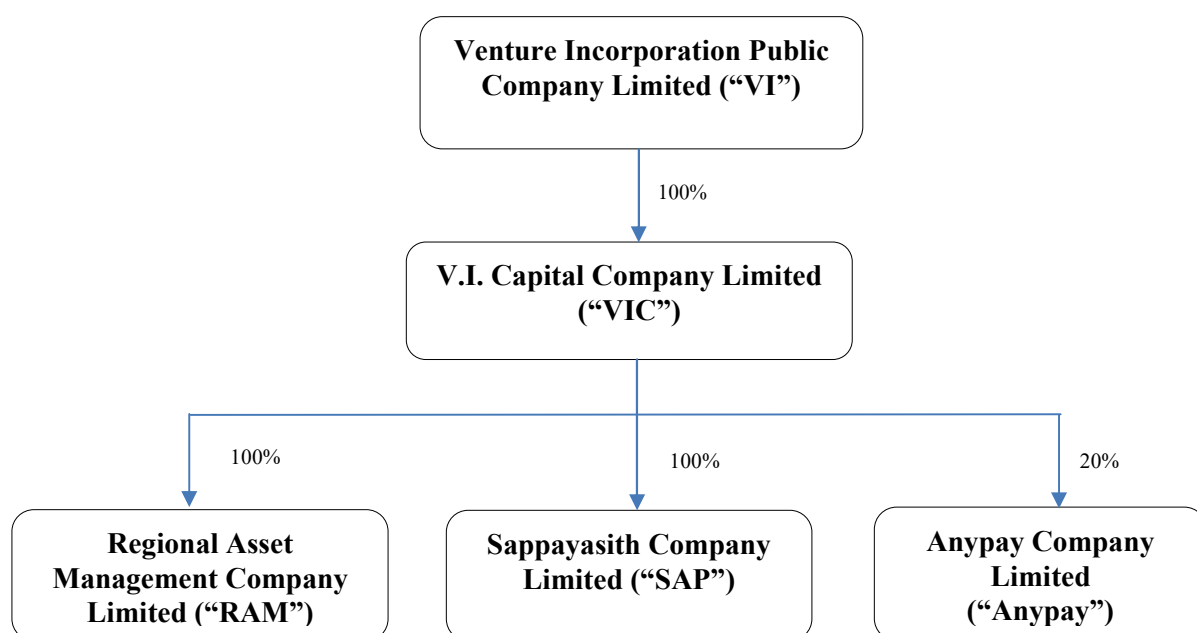 Venture Incorporation Public
Company Limited (“VI”)
100%
V.I. Capital Company Limited
(“VIC”)
100%
100%
20%
Regional Asset
Management Company
Limited (“RAM”)
Sappayasith Company
Limited (“SAP”)
Anypay Company
Limited
(“Anypay”)